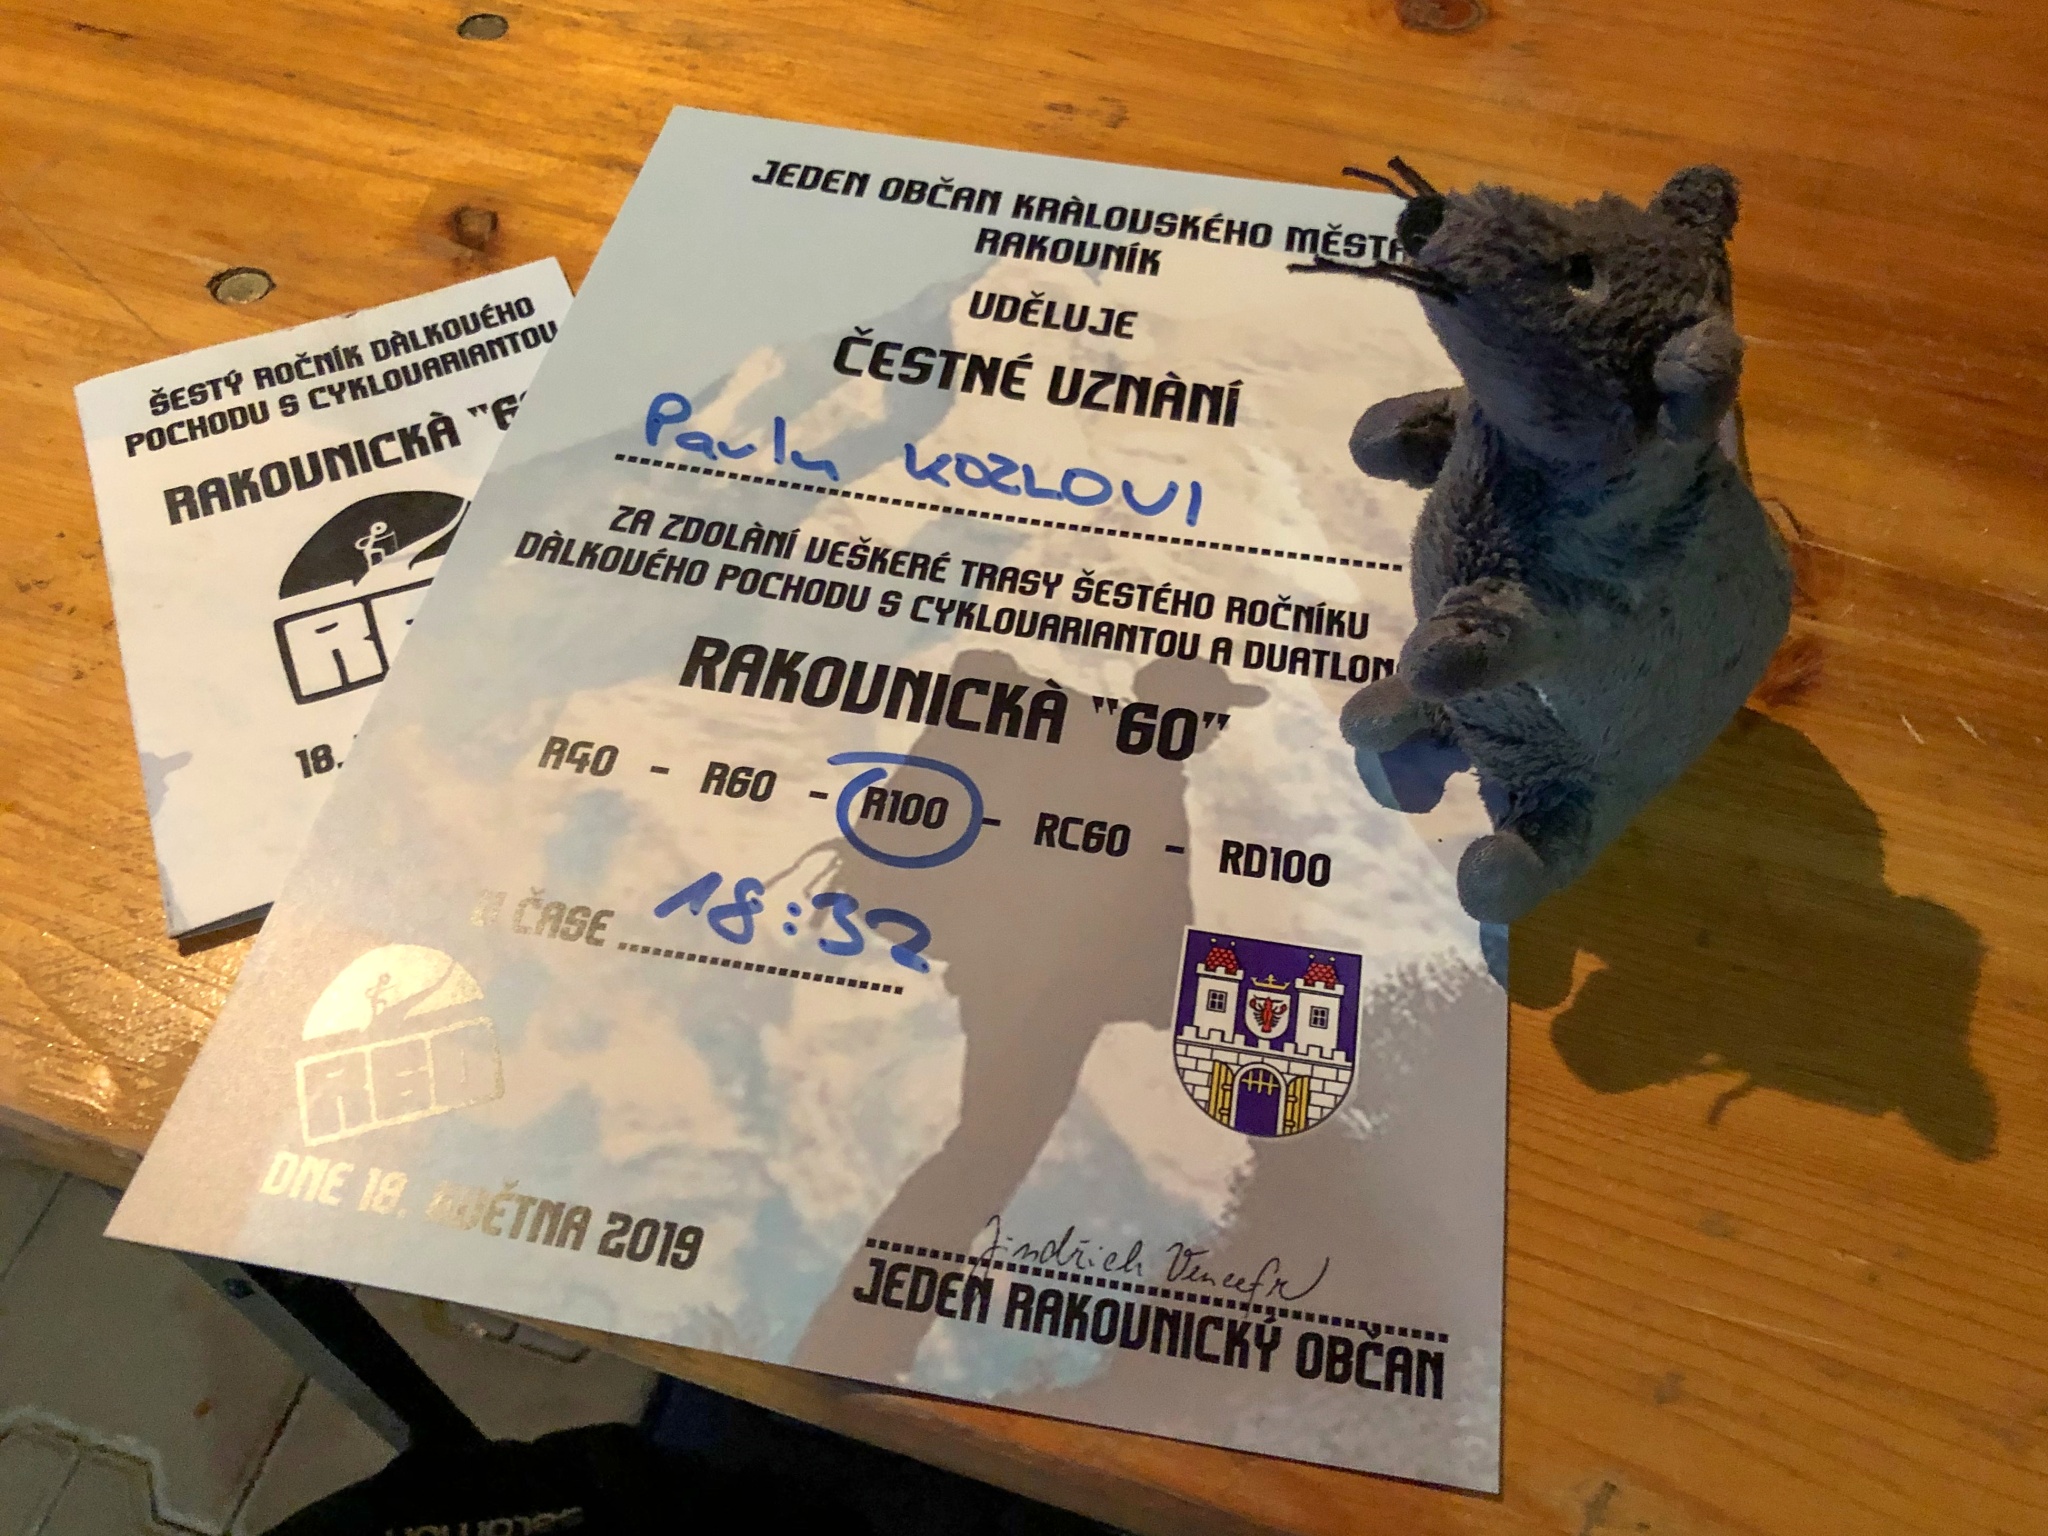 JEDEN OBČAN KRÀLOVSKÉHO MĚSTA
RAKOVNÍK
UDĚLUJE
ČESTNÉ UZNÀNÍ
Pavlu KOZLOVI
ZA ZDOLÀNÍ VEŠKERÉ TRASY ŠESTÉHO ROČNÍKU
DÀLKOVÉHO POCHODU S CYKLOVARIANTOU A DUATLON
RAKOVNICKÀ "60"
R40 - R60 - R100 - RC60 - RD100
V ČASE 18:32
R60
DNE 18. KVĚTNA 2019
Jindřich
JEDEN RAKOVNICKÝ OBČAN
ŠESTÝ ROČNÍK DÀLKOVÉHO
POCHODU S CYKLOVARIANTOU
RAKOVNICKÀ "6
R
18.